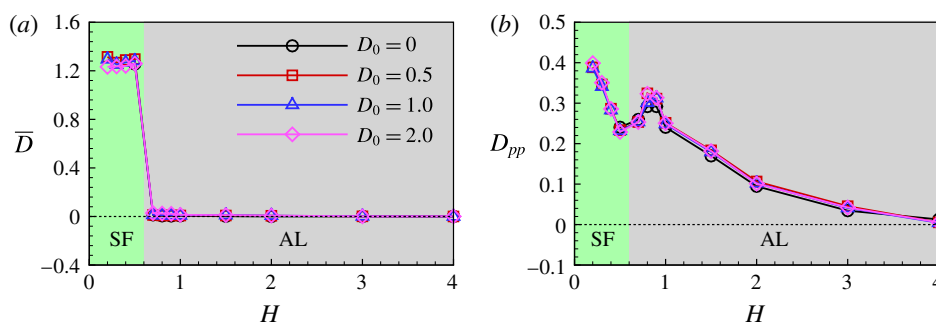 (a)
1.6
1.2
0.8
0.4
0
−0.4
D̅
D₀ = 0
D₀ = 0.5
D₀ = 1.0
D₀ = 2.0
SF
AL
0 1 2 3 4
H
(b)
0.5
0.4
0.3
0.2
0.1
0
−0.1
Dₚₚ
SF
AL
0 1 2 3 4
H